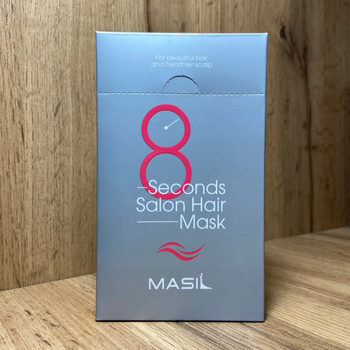 For beautiful hair
and healthier scalp
8
Seconds
Salon Hair
Mask
MASIL